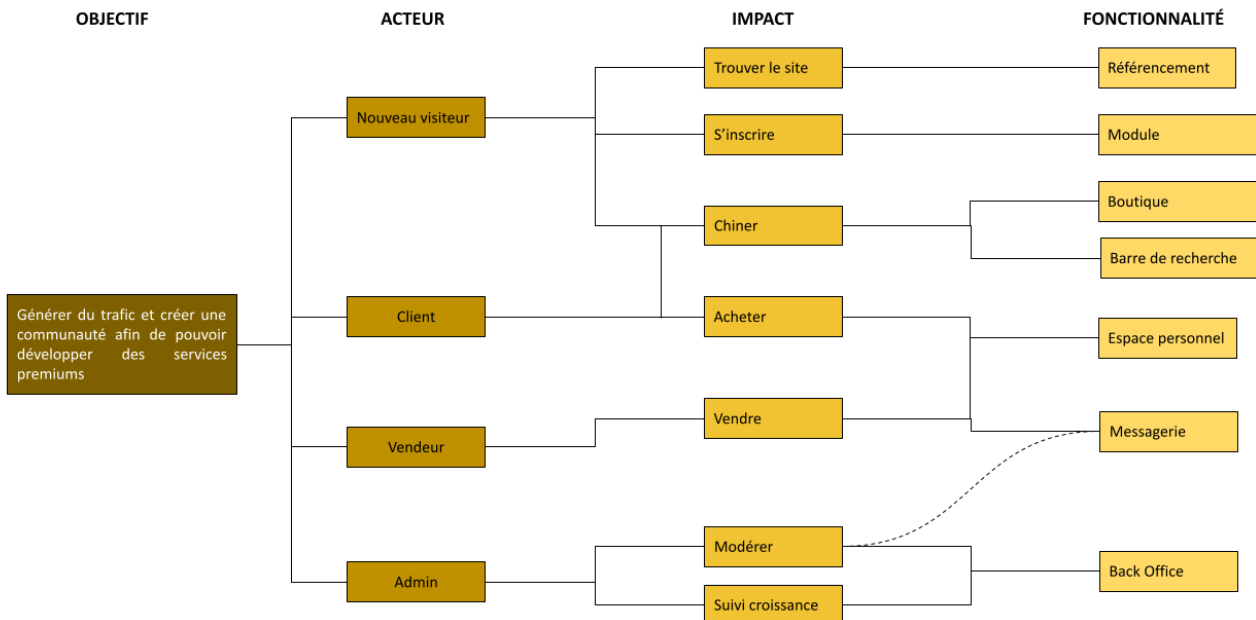 OBJECTIF
ACTEUR
IMPACT
FONCTIONNALITÉ
Trouver le site
Référencement
Nouveau visiteur
S’inscrire
Module
Boutique
Chiner
Barre de recherche
Générer du trafic et créer une
communauté afin de pouvoir
développer des services
premiums
Client
Acheter
Espace personnel
Vendre
Messagerie
Vendeur
Modérer
Back Office
Admin
Suivi croissance